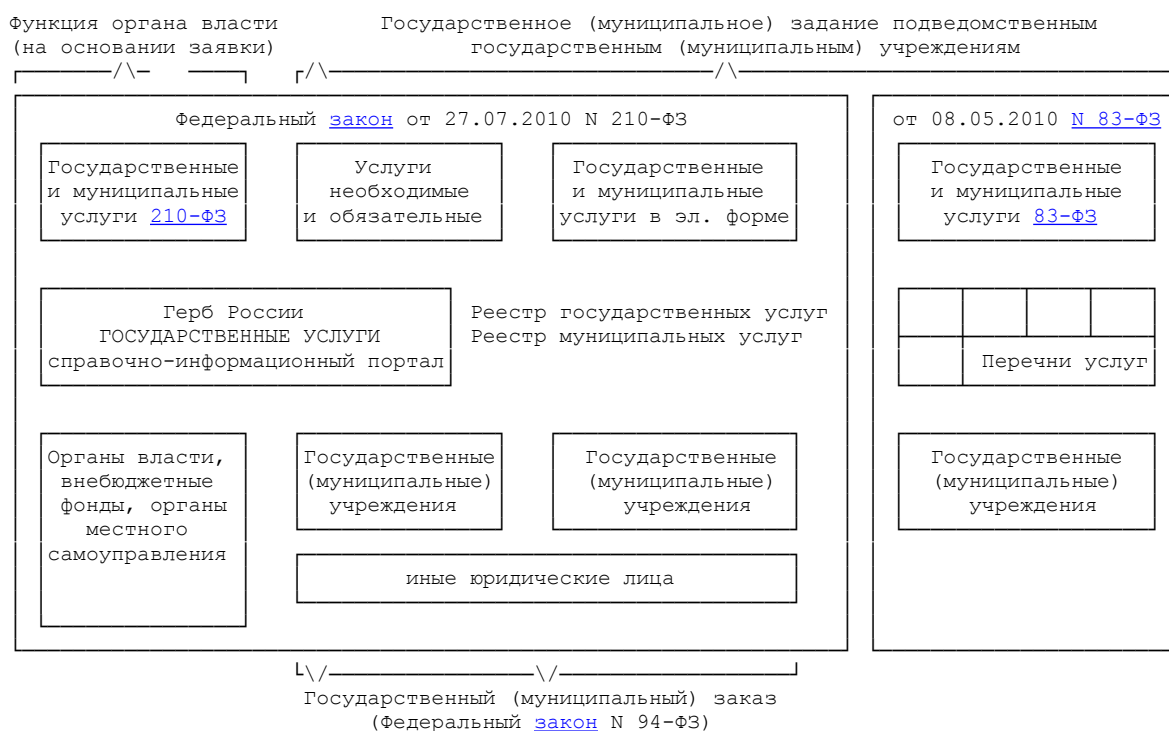 Функция органа власти
(на основании заявки)
Государственное (муниципальное) задание подведомственным
государственным (муниципальным) учреждениям
Федеральный закон от 27.07.2010 N 210-ФЗ
Государственные
и муниципальные
услуги 210-ФЗ
Услуги
необходимые
и обязательные
Государственные
и муниципальные
услуги в эл. форме
Герб России
ГОСУДАРСТВЕННЫЕ УСЛУГИ
справочно-информационный портал
Реестр государственных услуг
Реестр муниципальных услуг
Органы власти,
внебюджетные
фонды, органы
местного
самоуправления
Государственные
(муниципальные)
учреждения
Государственные
(муниципальные)
учреждения
иные юридические лица
от 08.05.2010 N 83-ФЗ
Государственные
и муниципальные
услуги 83-ФЗ
Перечни услуг
Государственные
(муниципальные)
учреждения
Государственный (муниципальный) заказ
(Федеральный закон N 94-ФЗ)